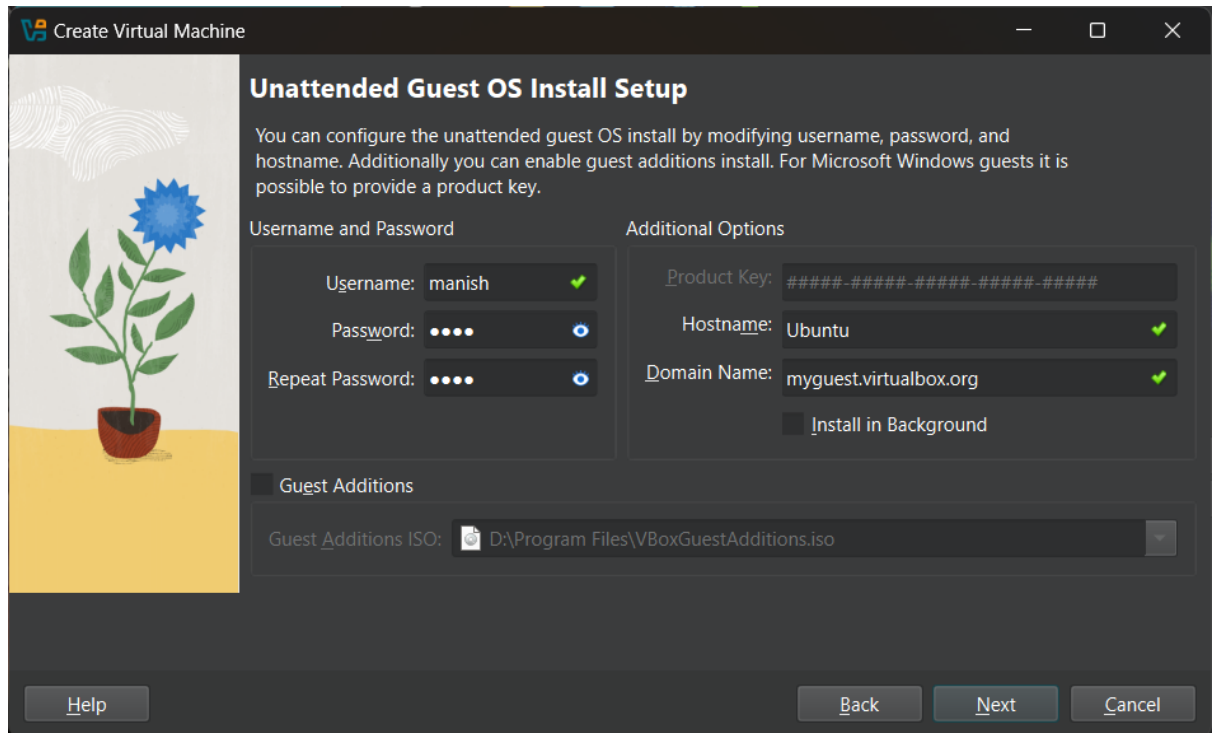 Create Virtual Machine
Unattended Guest OS Install Setup
You can configure the unattended guest OS install by modifying username, password, and
hostname. Additionally you can enable guest additions install. For Microsoft Windows guests it is
possible to provide a product key.
Username and Password
Username: manish
Password: ●●●●
Repeat Password: ●●●●
Additional Options
Product Key: #####-#####-#####-#####-#####
Hostname: Ubuntu
Domain Name: myguest.virtualbox.org
Install in Background
Guest Additions
Guest Additions ISO: D:\Program Files\VBoxGuestAdditions.iso
Help
Back
Next
Cancel